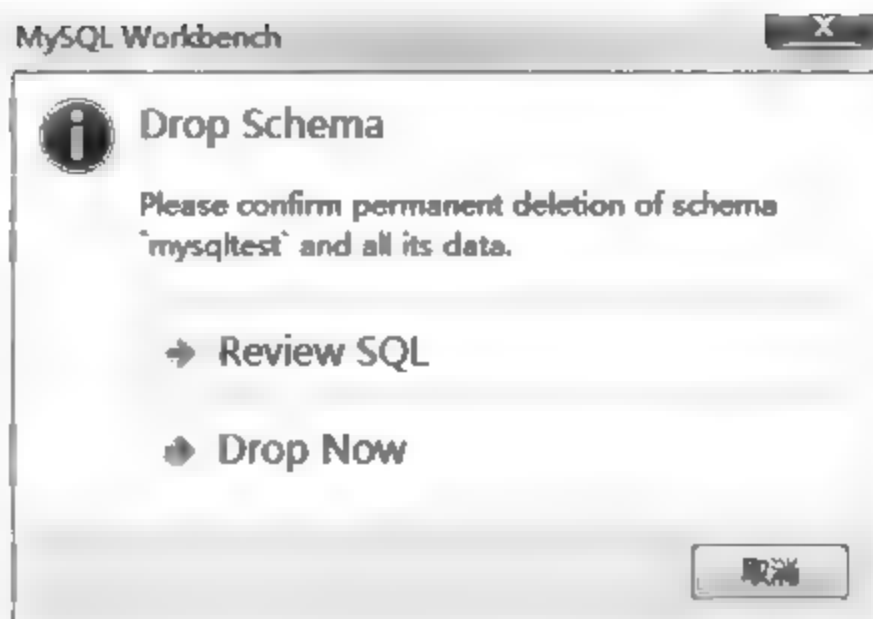 MySQL Workbench
X
Drop Schema
Please confirm permanent deletion of schema
`mysqltest` and all its data.
Review SQL
Drop Now
取消